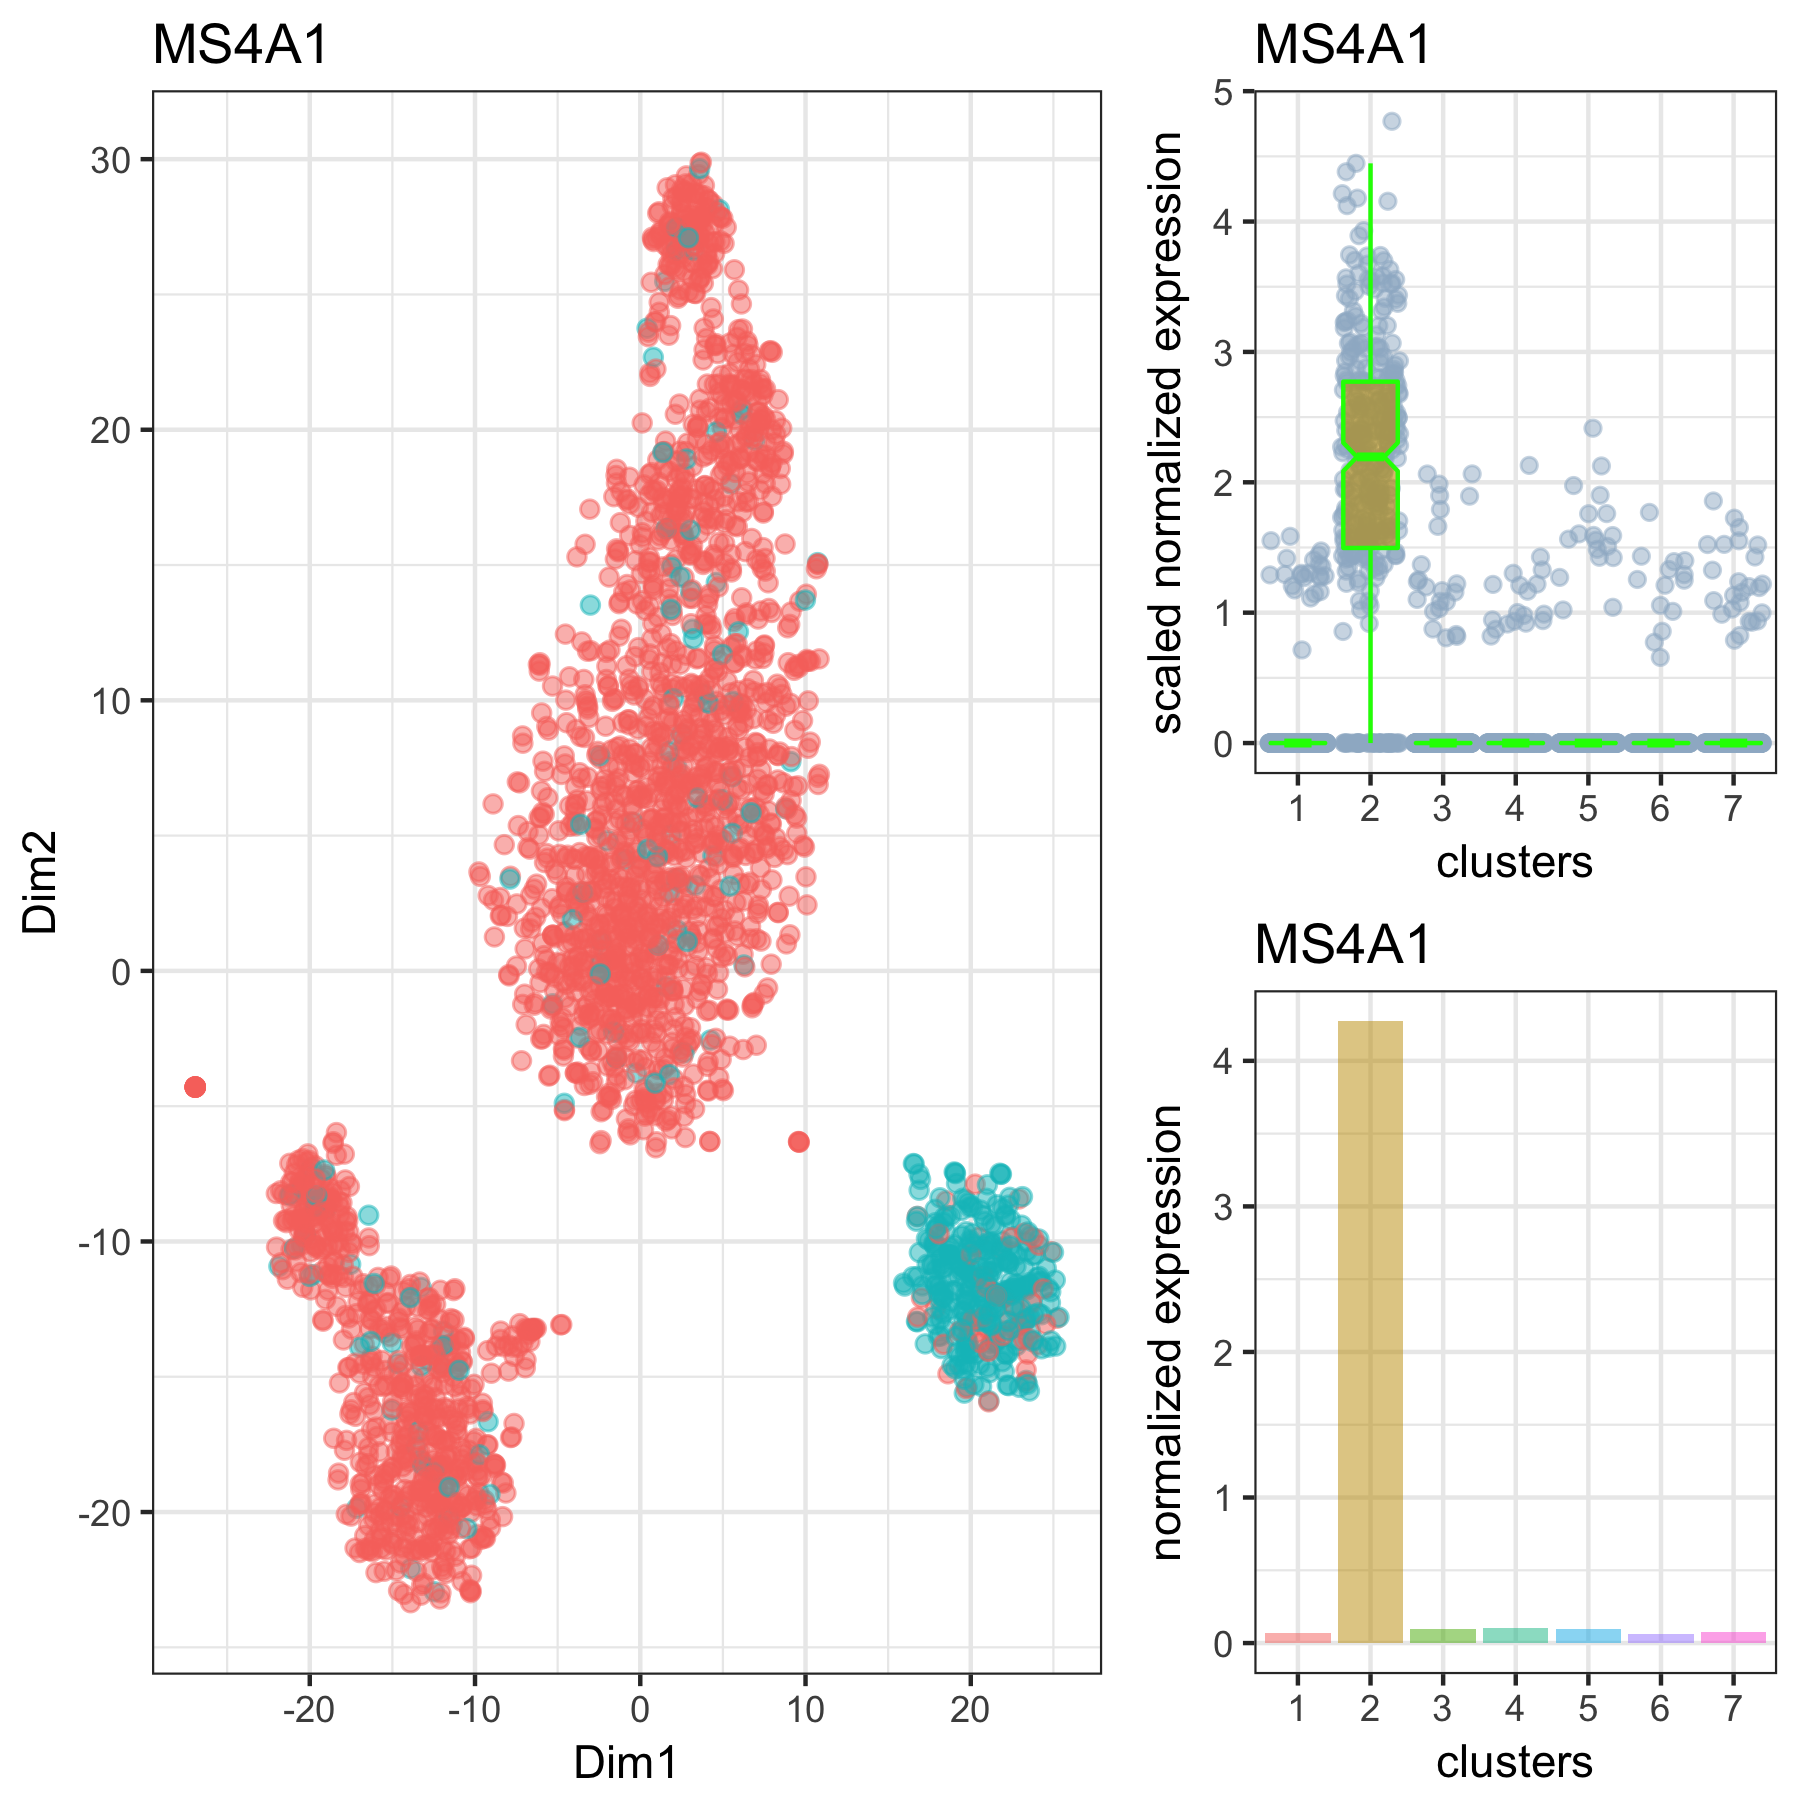 MS4A1
Dim2
30
20
10
0
-10
-20
-20 -10 0 10 20
Dim1
MS4A1
scaled normalized expression
5
4
3
2
1
0
1 2 3 4 5 6 7
clusters
MS4A1
normalized expression
4
3
2
1
0
1 2 3 4 5 6 7
clusters